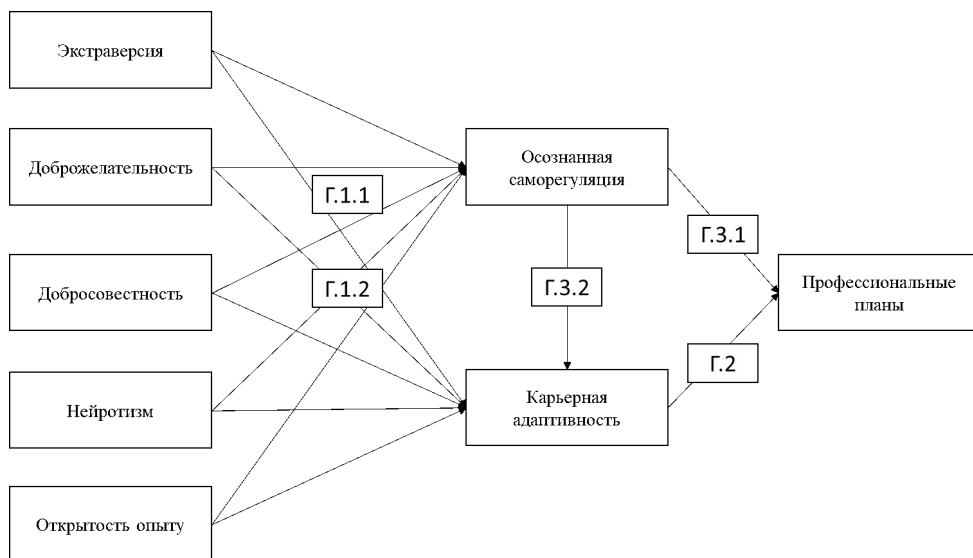 Экстраверсия
Доброжелательность
Добросовестность
Нейротизм
Открытость опыту
Г.1.1
Г.1.2
Осознанная
саморегуляция
Г.3.2
Карьерная
адаптивность
Г.3.1
Г.2
Профессиональные
планы